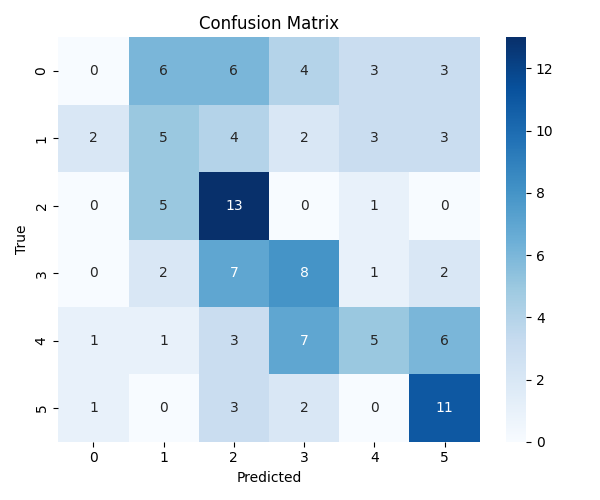 Confusion Matrix
True
0 0 6 6 4 3 3
1 2 5 4 2 3 3
2 0 5 13 0 1 0
3 0 2 7 8 1 2
4 1 1 3 7 5 6
5 1 0 3 2 0 11
0 1 2 3 4 5
Predicted
12
10
8
6
4
2
0